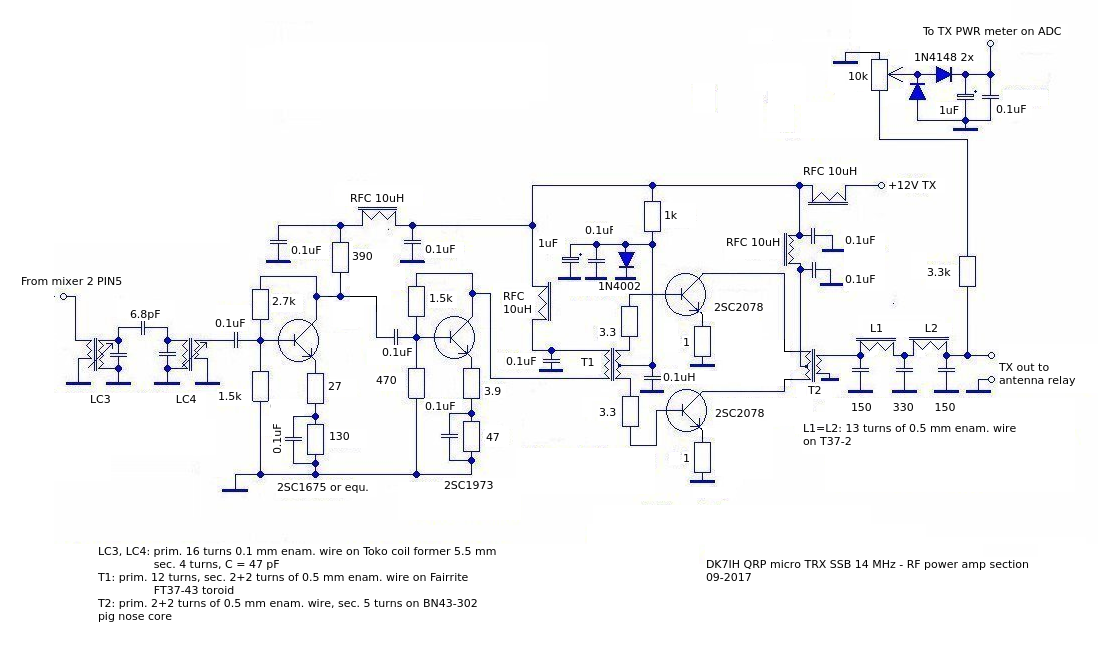 To TX PWR meter on ADC
1N4148 2x
10k
1uF
0.1uF
RFC 10uH
+12V TX
RFC 10uH
0.1uF
390
0.1uF
1uF
0.1uF
1k
RFC 10uH
0.1uF
0.1uF
3.3k
From mixer 2 PIN5
6.8pF
0.1uF
2.7k
1.5k
RFC
10uH
1N4002
2SC2078
3.3
1
0.1uF
0.1uF
T1
L1
L2
TX out to
antenna relay
LC3
LC4
1.5k
27
470
3.9
0.1uF
0.1uH
T2
150
330
150
0.1uF
130
47
3.3
2SC2078
1
L1=L2: 13 turns of 0.5 mm enam. wire
on T37-2
2SC1675 or equ.
2SC1973
LC3, LC4: prim. 16 turns 0.1 mm enam. wire on Toko coil former 5.5 mm
sec. 4 turns, C = 47 pF
T1: prim. 12 turns, sec. 2+2 turns of 0.5 mm enam. wire on Fairrite
FT37-43 toroid
T2: prim. 2+2 turns of 0.5 mm enam. wire, sec. 5 turns on BN43-302
pig nose core
DK7IH QRP micro TRX SSB 14 MHz - RF power amp section
09-2017